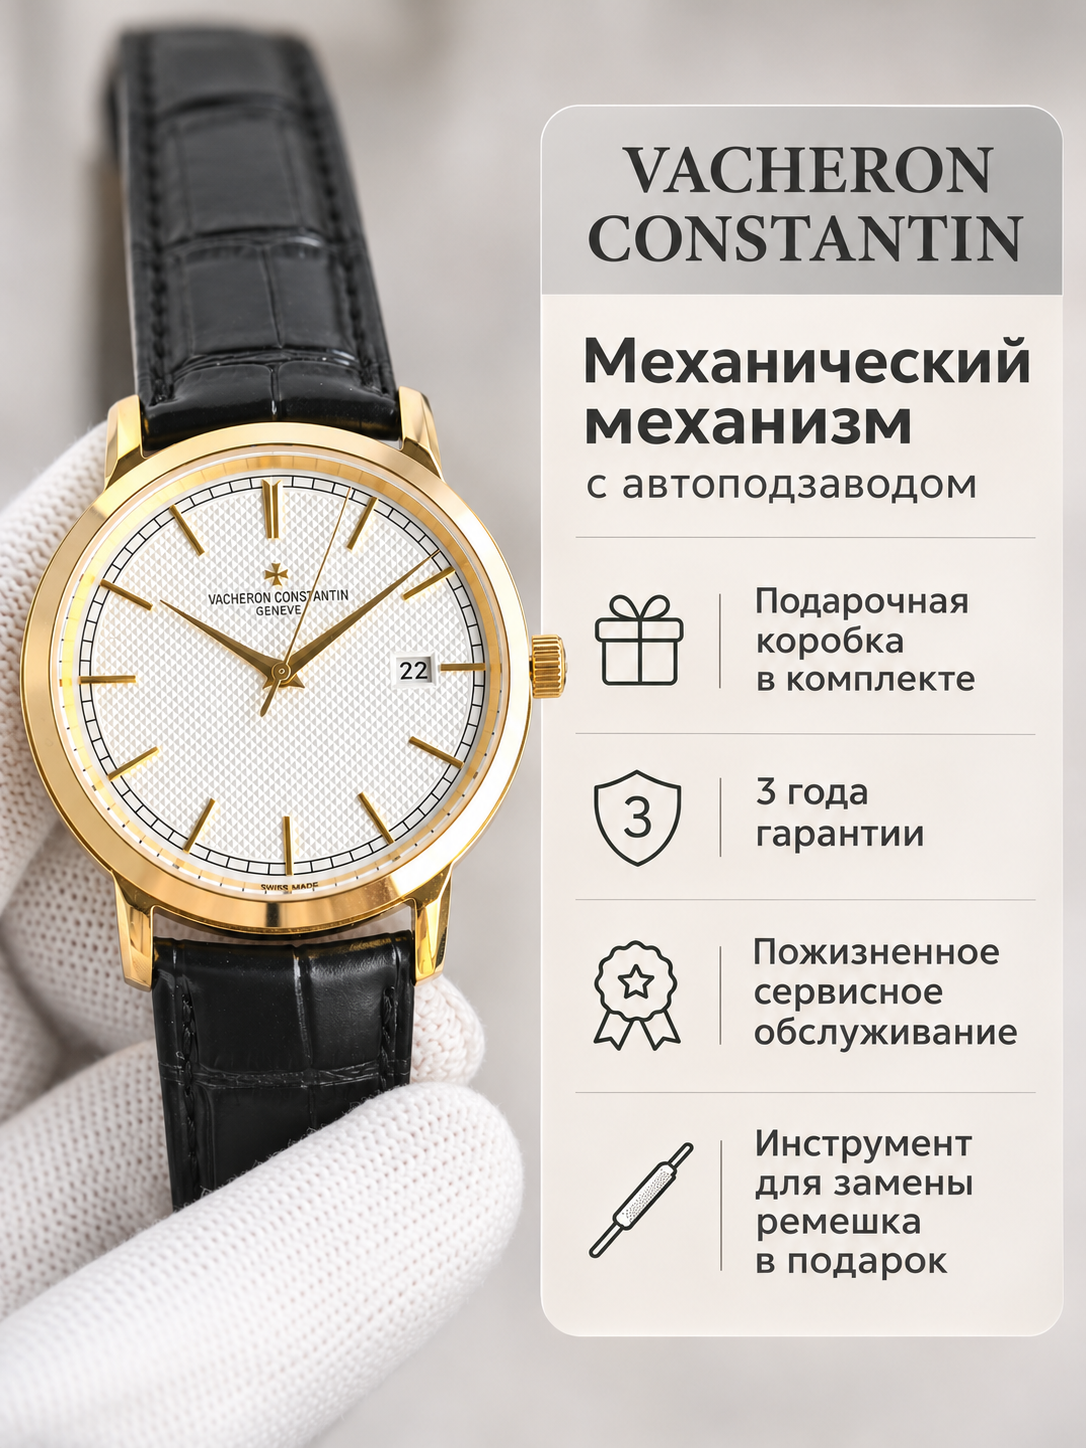 VACHERON CONSTANTIN
GENEVE
22
SWISS MADE
VACHERON
CONSTANTIN
Механический
механизм
с автоподзаводом
Подарочная
коробка
в комплекте
3
3 года
гарантии
Пожизненное
сервисное
обслуживание
Инструмент
для замены
ремешка
в подарок